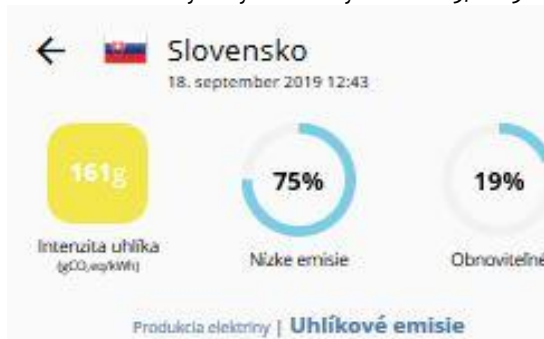 Slovensko
18. september 2019 12:43
161g
75%
19%
Intenzita uhlíka
(gCO₂eq/kWh)
Nízke emisie
Obnoviteľné
Produkcia elektriny | Uhlíkové emisie